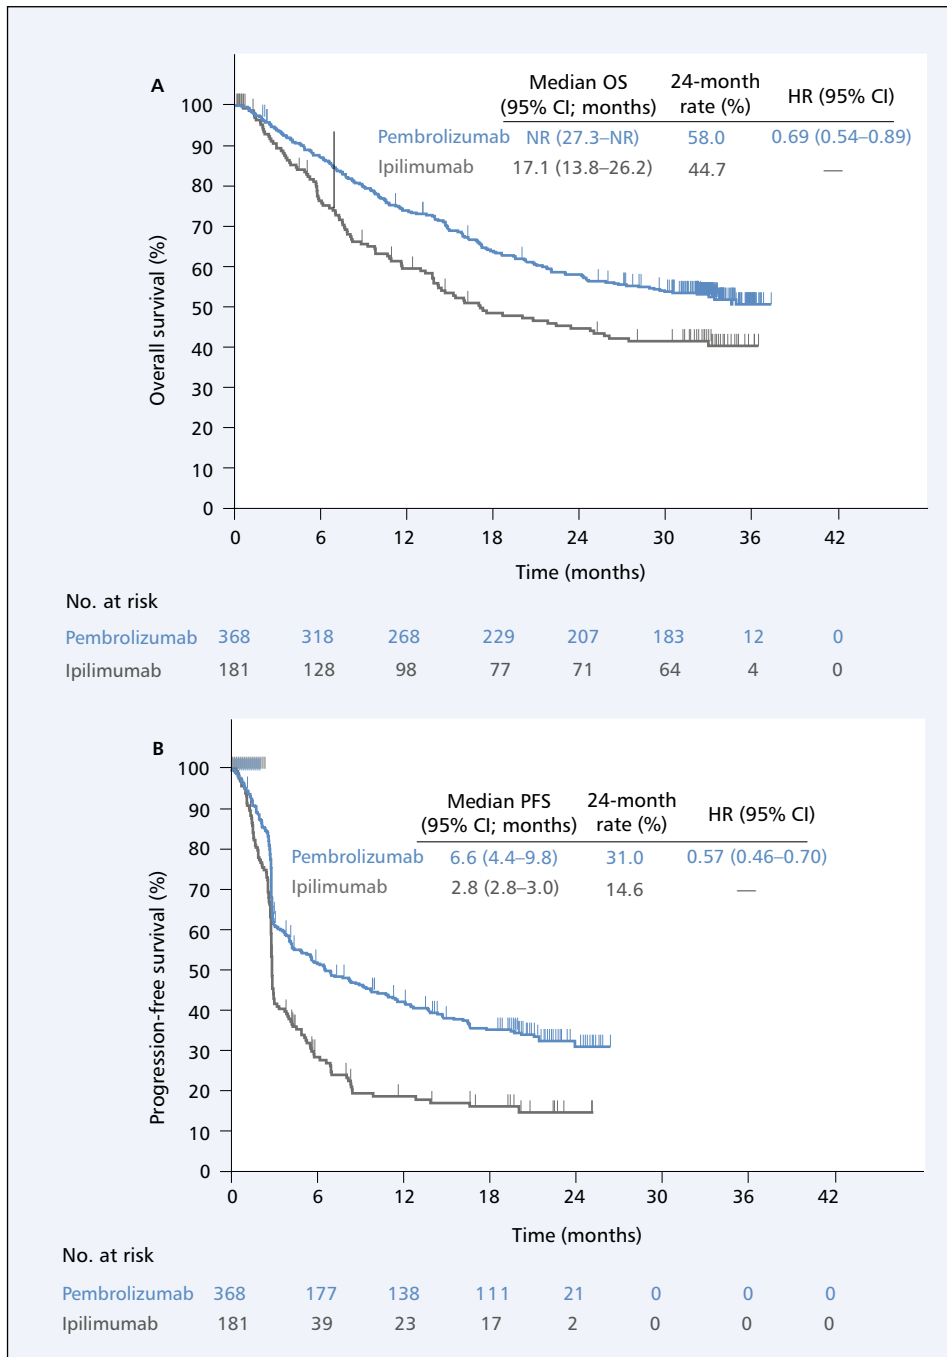 A
Median OS (95% CI; months) 24-month rate (%) HR (95% CI)
Pembrolizumab NR (27.3–NR) 58.0 0.69 (0.54–0.89)
Ipilimumab 17.1 (13.8–26.2) 44.7 —
Overall survival (%)
100
90
80
70
60
50
40
30
20
10
0
0 6 12 18 24 30 36 42
Time (months)
No. at risk
Pembrolizumab 368 318 268 229 207 183 12 0
Ipilimumab 181 128 98 77 71 64 4 0
B
Median PFS (95% CI; months) 24-month rate (%) HR (95% CI)
Pembrolizumab 6.6 (4.4–9.8) 31.0 0.57 (0.46–0.70)
Ipilimumab 2.8 (2.8–3.0) 14.6 —
Progression-free survival (%)
100
90
80
70
60
50
40
30
20
10
0
0 6 12 18 24 30 36 42
Time (months)
No. at risk
Pembrolizumab 368 177 138 111 21 0 0 0
Ipilimumab 181 39 23 17 2 0 0 0